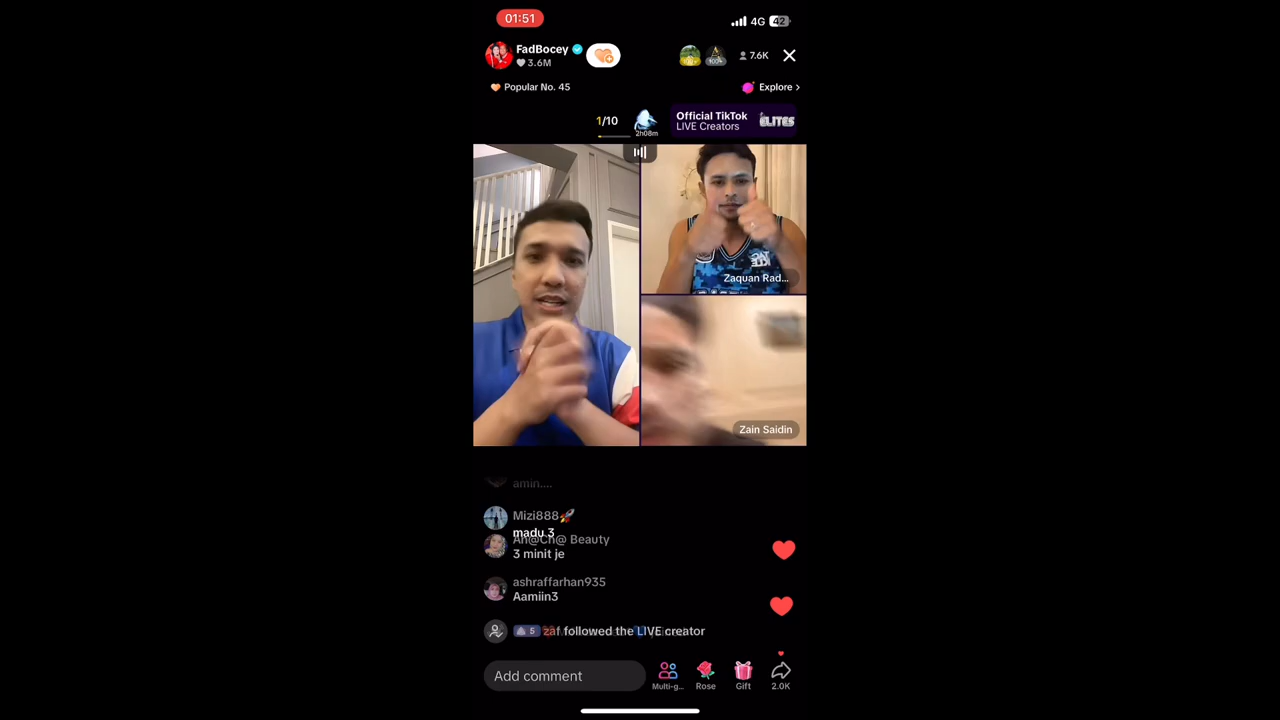 01:51
4G
42
FadBocey
3.6M
7.6K
Popular No. 45
Explore >
1/10
2h08m
Official TikTok
LIVE Creators
ELITES
Zaquan Rad...
Zain Saidin
amin....
Mizi888🚀
madu 3
An@Ch@ Beauty
3 minit je
ashraffarhan935
Aamiin3
5
zaf followed the LIVE creator
Add comment
Multi-g...
Rose
Gift
2.0K